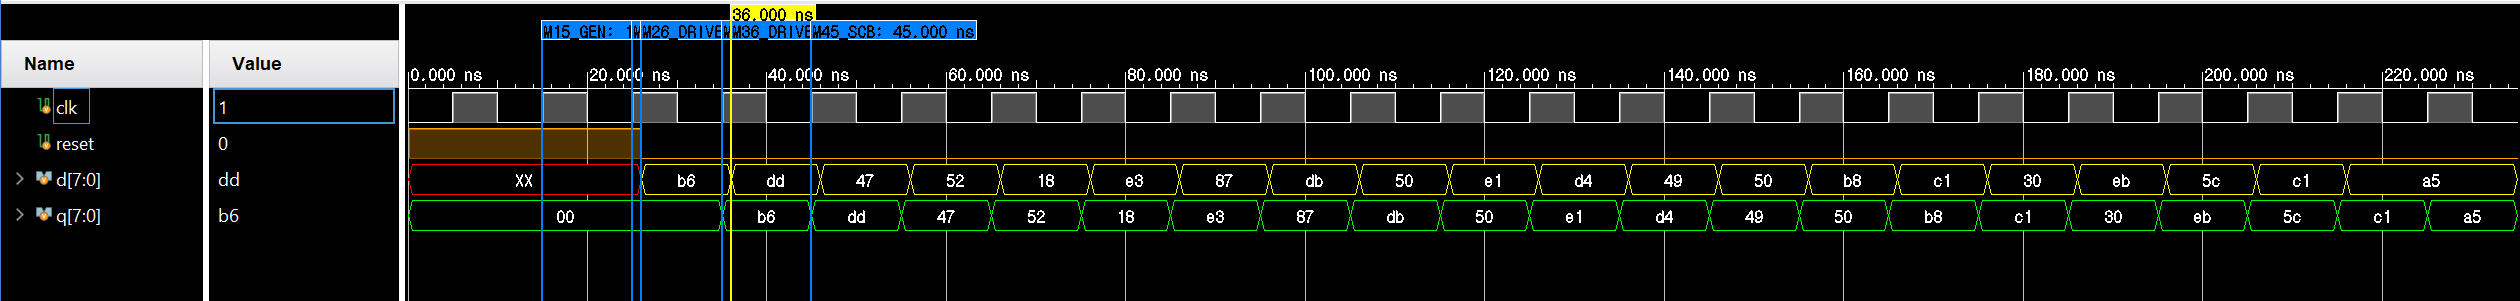 36.000 ns
M15_GEN: 1 M26_DRIVE M36_DRIVE M45_SCB: 45.000 ns
Name Value
0.000 ns 20.000 ns 40.000 ns 60.000 ns 80.000 ns 100.000 ns 120.000 ns 140.000 ns 160.000 ns 180.000 ns 200.000 ns 220.000 ns
clk 1
reset 0
d[7:0] dd XX b6 dd 47 52 18 e3 87 db 50 e1 d4 49 50 b8 c1 30 eb 5c c1 a5
q[7:0] b6 00 b6 dd 47 52 18 e3 87 db 50 e1 d4 49 50 b8 c1 30 eb 5c c1 a5